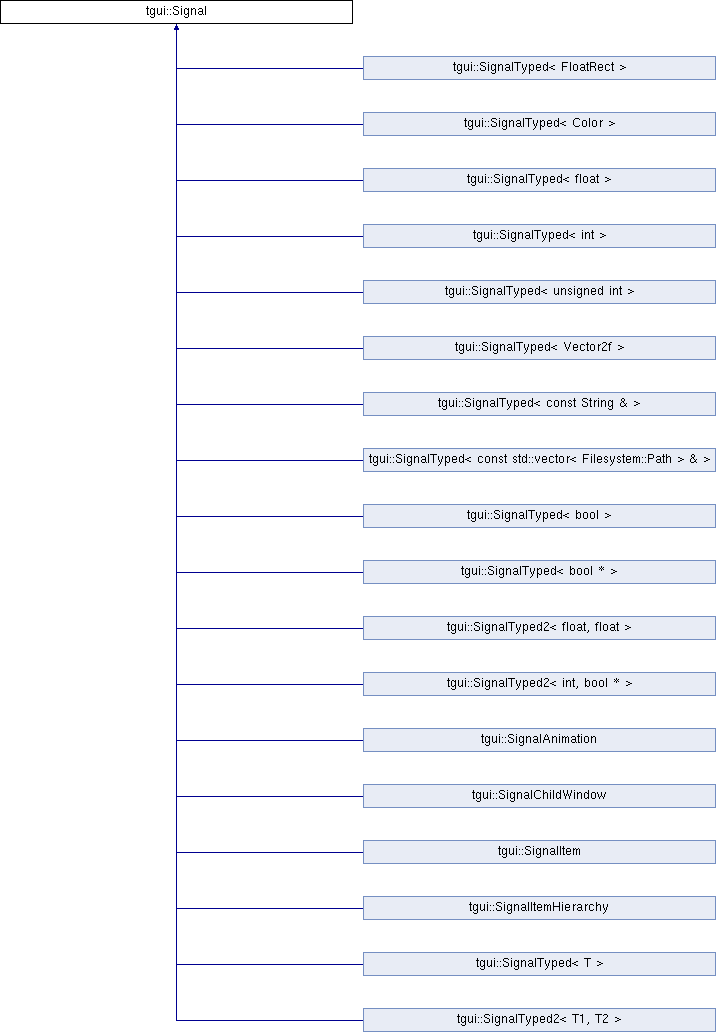 tgui::Signal
tgui::SignalTyped< FloatRect >
tgui::SignalTyped< Color >
tgui::SignalTyped< float >
tgui::SignalTyped< int >
tgui::SignalTyped< unsigned int >
tgui::SignalTyped< Vector2f >
tgui::SignalTyped< const String & >
tgui::SignalTyped< const std::vector< Filesystem::Path > & >
tgui::SignalTyped< bool >
tgui::SignalTyped< bool * >
tgui::SignalTyped2< float, float >
tgui::SignalTyped2< int, bool * >
tgui::SignalAnimation
tgui::SignalChildWindow
tgui::SignalItem
tgui::SignalItemHierarchy
tgui::SignalTyped< T >
tgui::SignalTyped2< T1, T2 >